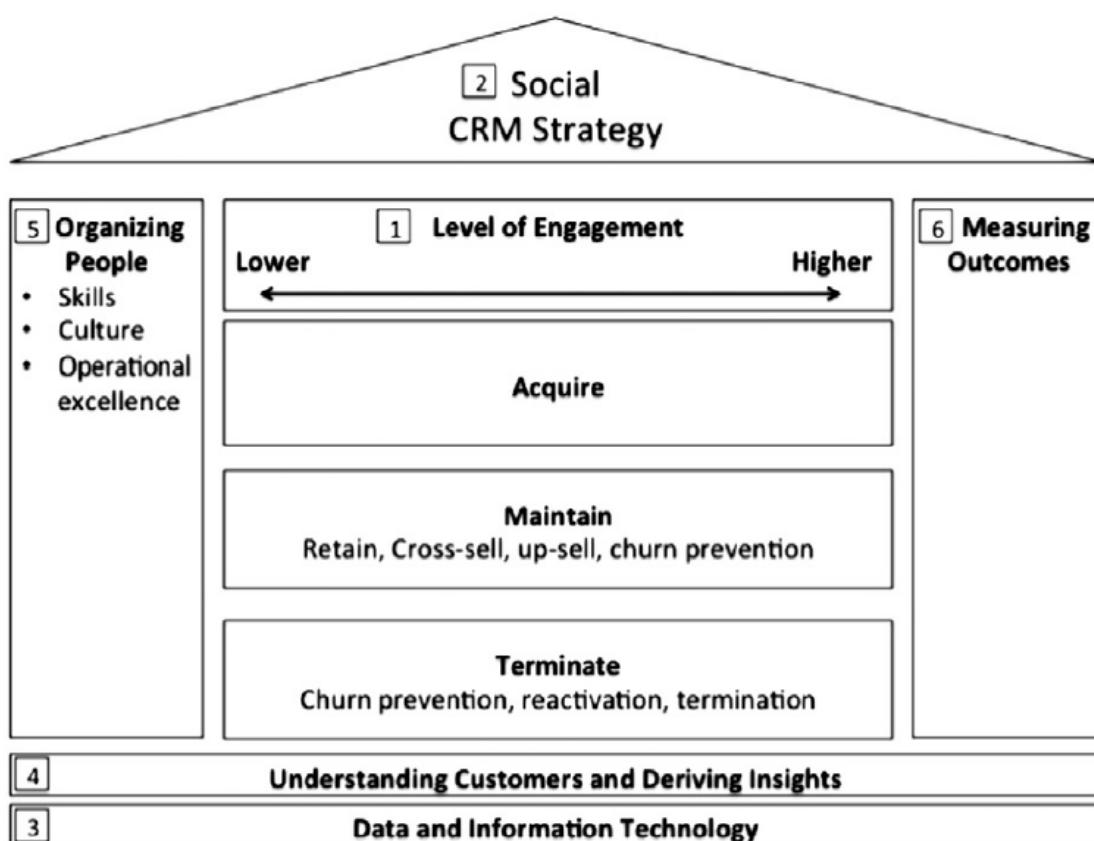 2 Social
CRM Strategy
5 Organizing
People
• Skills
• Culture
• Operational
excellence
1 Level of Engagement
Lower Higher
Acquire
Maintain
Retain, Cross-sell, up-sell, churn prevention
Terminate
Churn prevention, reactivation, termination
6 Measuring
Outcomes
4 Understanding Customers and Deriving Insights
3 Data and Information Technology